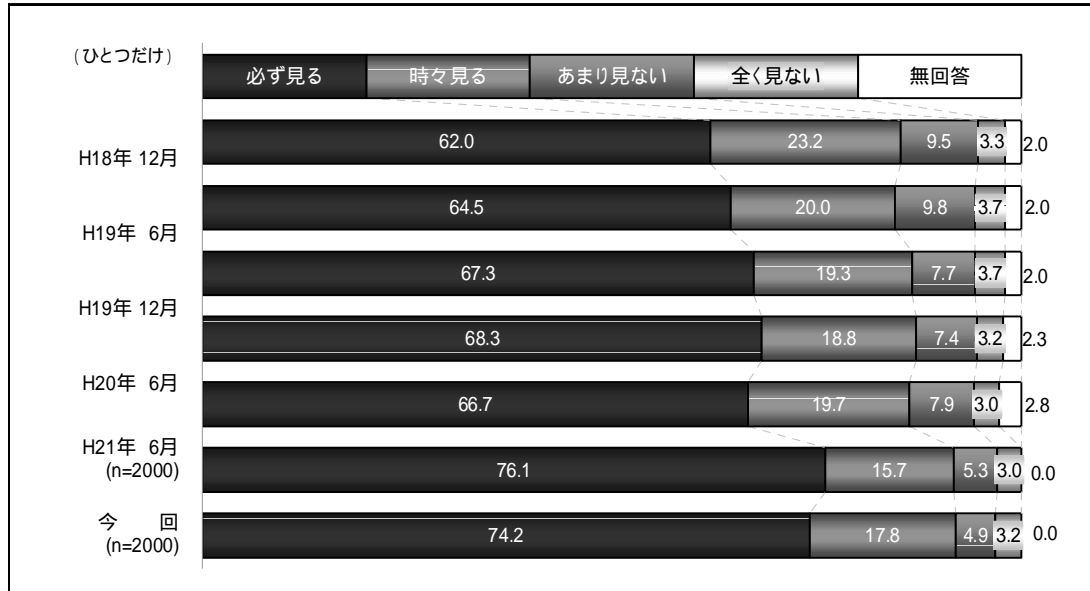 (ひとつだけ)
必ず見る 時々見る あまり見ない 全く見ない 無回答
62.0 23.2 9.5 3.3 2.0
H18年 12月
64.5 20.0 9.8 3.7 2.0
H19年 6月
67.3 19.3 7.7 3.7 2.0
H19年 12月
68.3 18.8 7.4 3.2 2.3
H20年 6月
66.7 19.7 7.9 3.0 2.8
H21年 6月
(n=2000)
76.1 15.7 5.3 3.0 0.0
今 回
(n=2000)
74.2 17.8 4.9 3.2 0.0